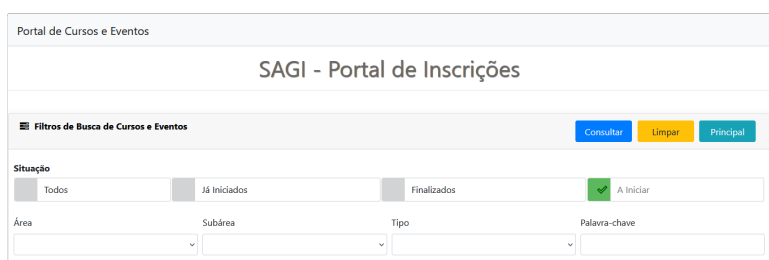 Portal de Cursos e Eventos
SAGI - Portal de Inscrições
Filtros de Busca de Cursos e Eventos Consultar Limpar Principal
Situação
Todos Já Iniciados Finalizados A Iniciar
Área Subárea Tipo Palavra-chave